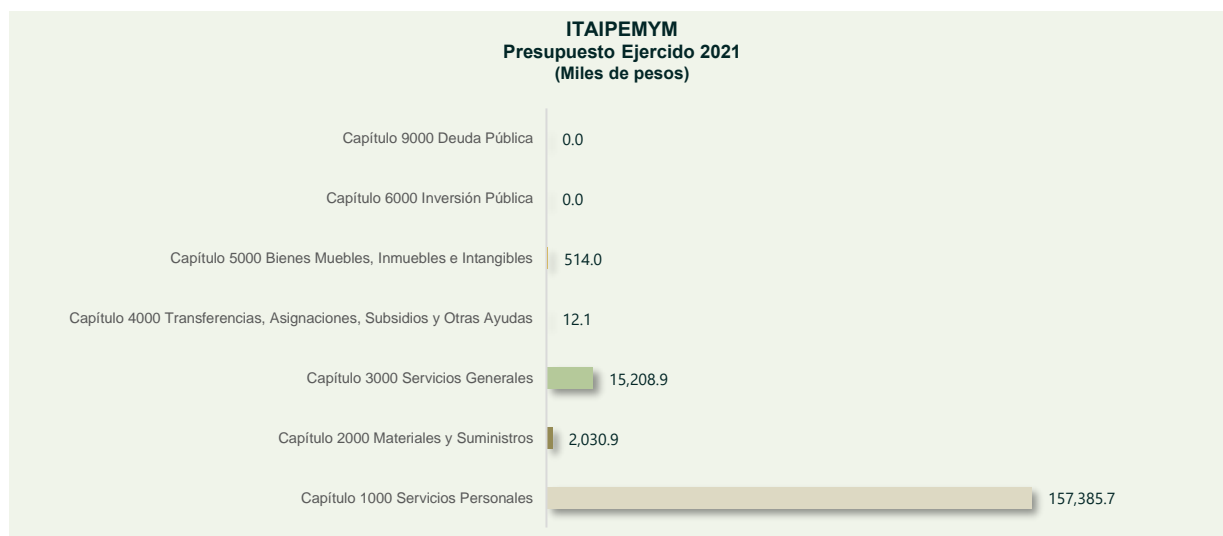 ITAIPEMYM
Presupuesto Ejercido 2021
(Miles de pesos)
Capítulo 9000 Deuda Pública 0.0
Capítulo 6000 Inversión Pública 0.0
Capítulo 5000 Bienes Muebles, Inmuebles e Intangibles 514.0
Capítulo 4000 Transferencias, Asignaciones, Subsidios y Otras Ayudas 12.1
Capítulo 3000 Servicios Generales 15,208.9
Capítulo 2000 Materiales y Suministros 2,030.9
Capítulo 1000 Servicios Personales 157,385.7